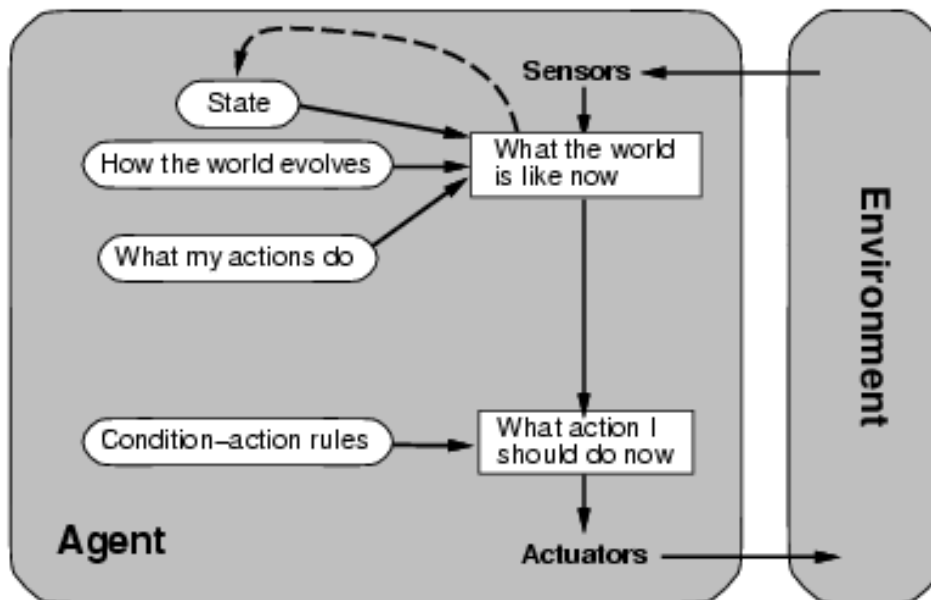 Sensors
State
What the world
is like now
How the world evolves
What my actions do
Environment
Condition–action rules
What action I
should do now
Agent
Actuators